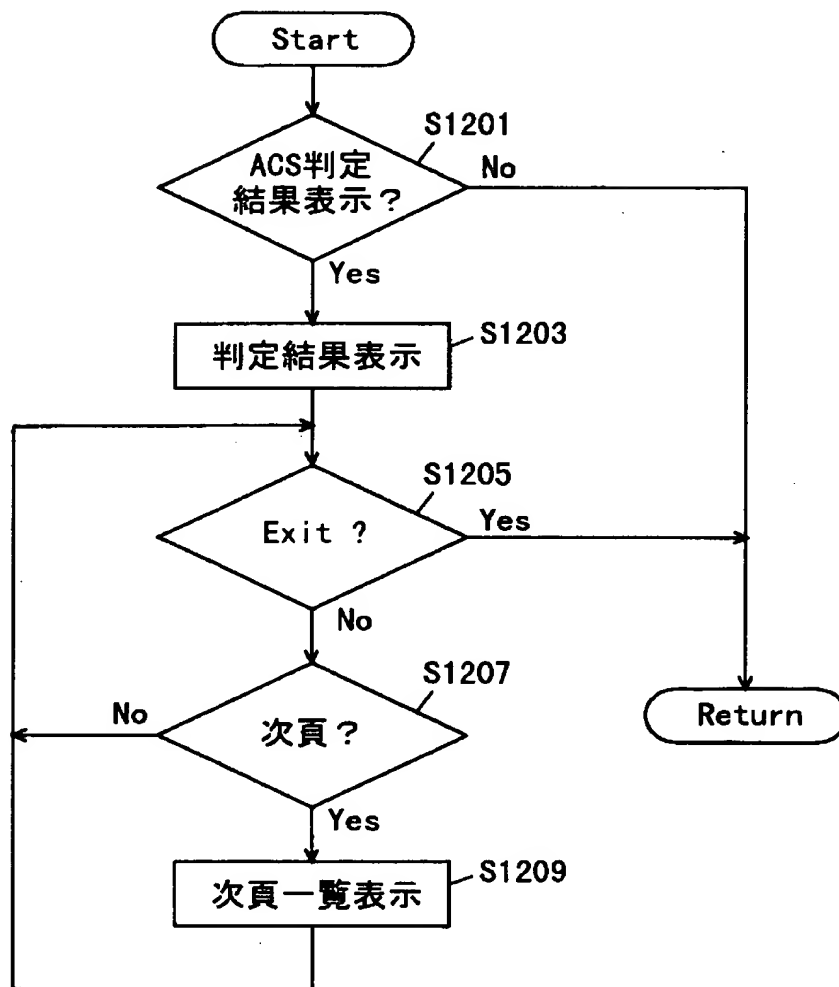 Start
S1201
ACS判定
結果表示?
No
Yes
判定結果表示
S1203
S1205
Exit ?
Yes
No
S1207
No
次頁?
Return
Yes
次頁一覧表示
S1209